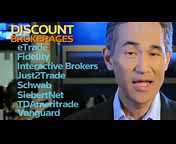 DISCOUNT
BROKERAGES
eTrade
Fidelity
Interactive Brokers
Just2Trade
Schwab
SiebertNet
TDAmeritrade
Vanguard